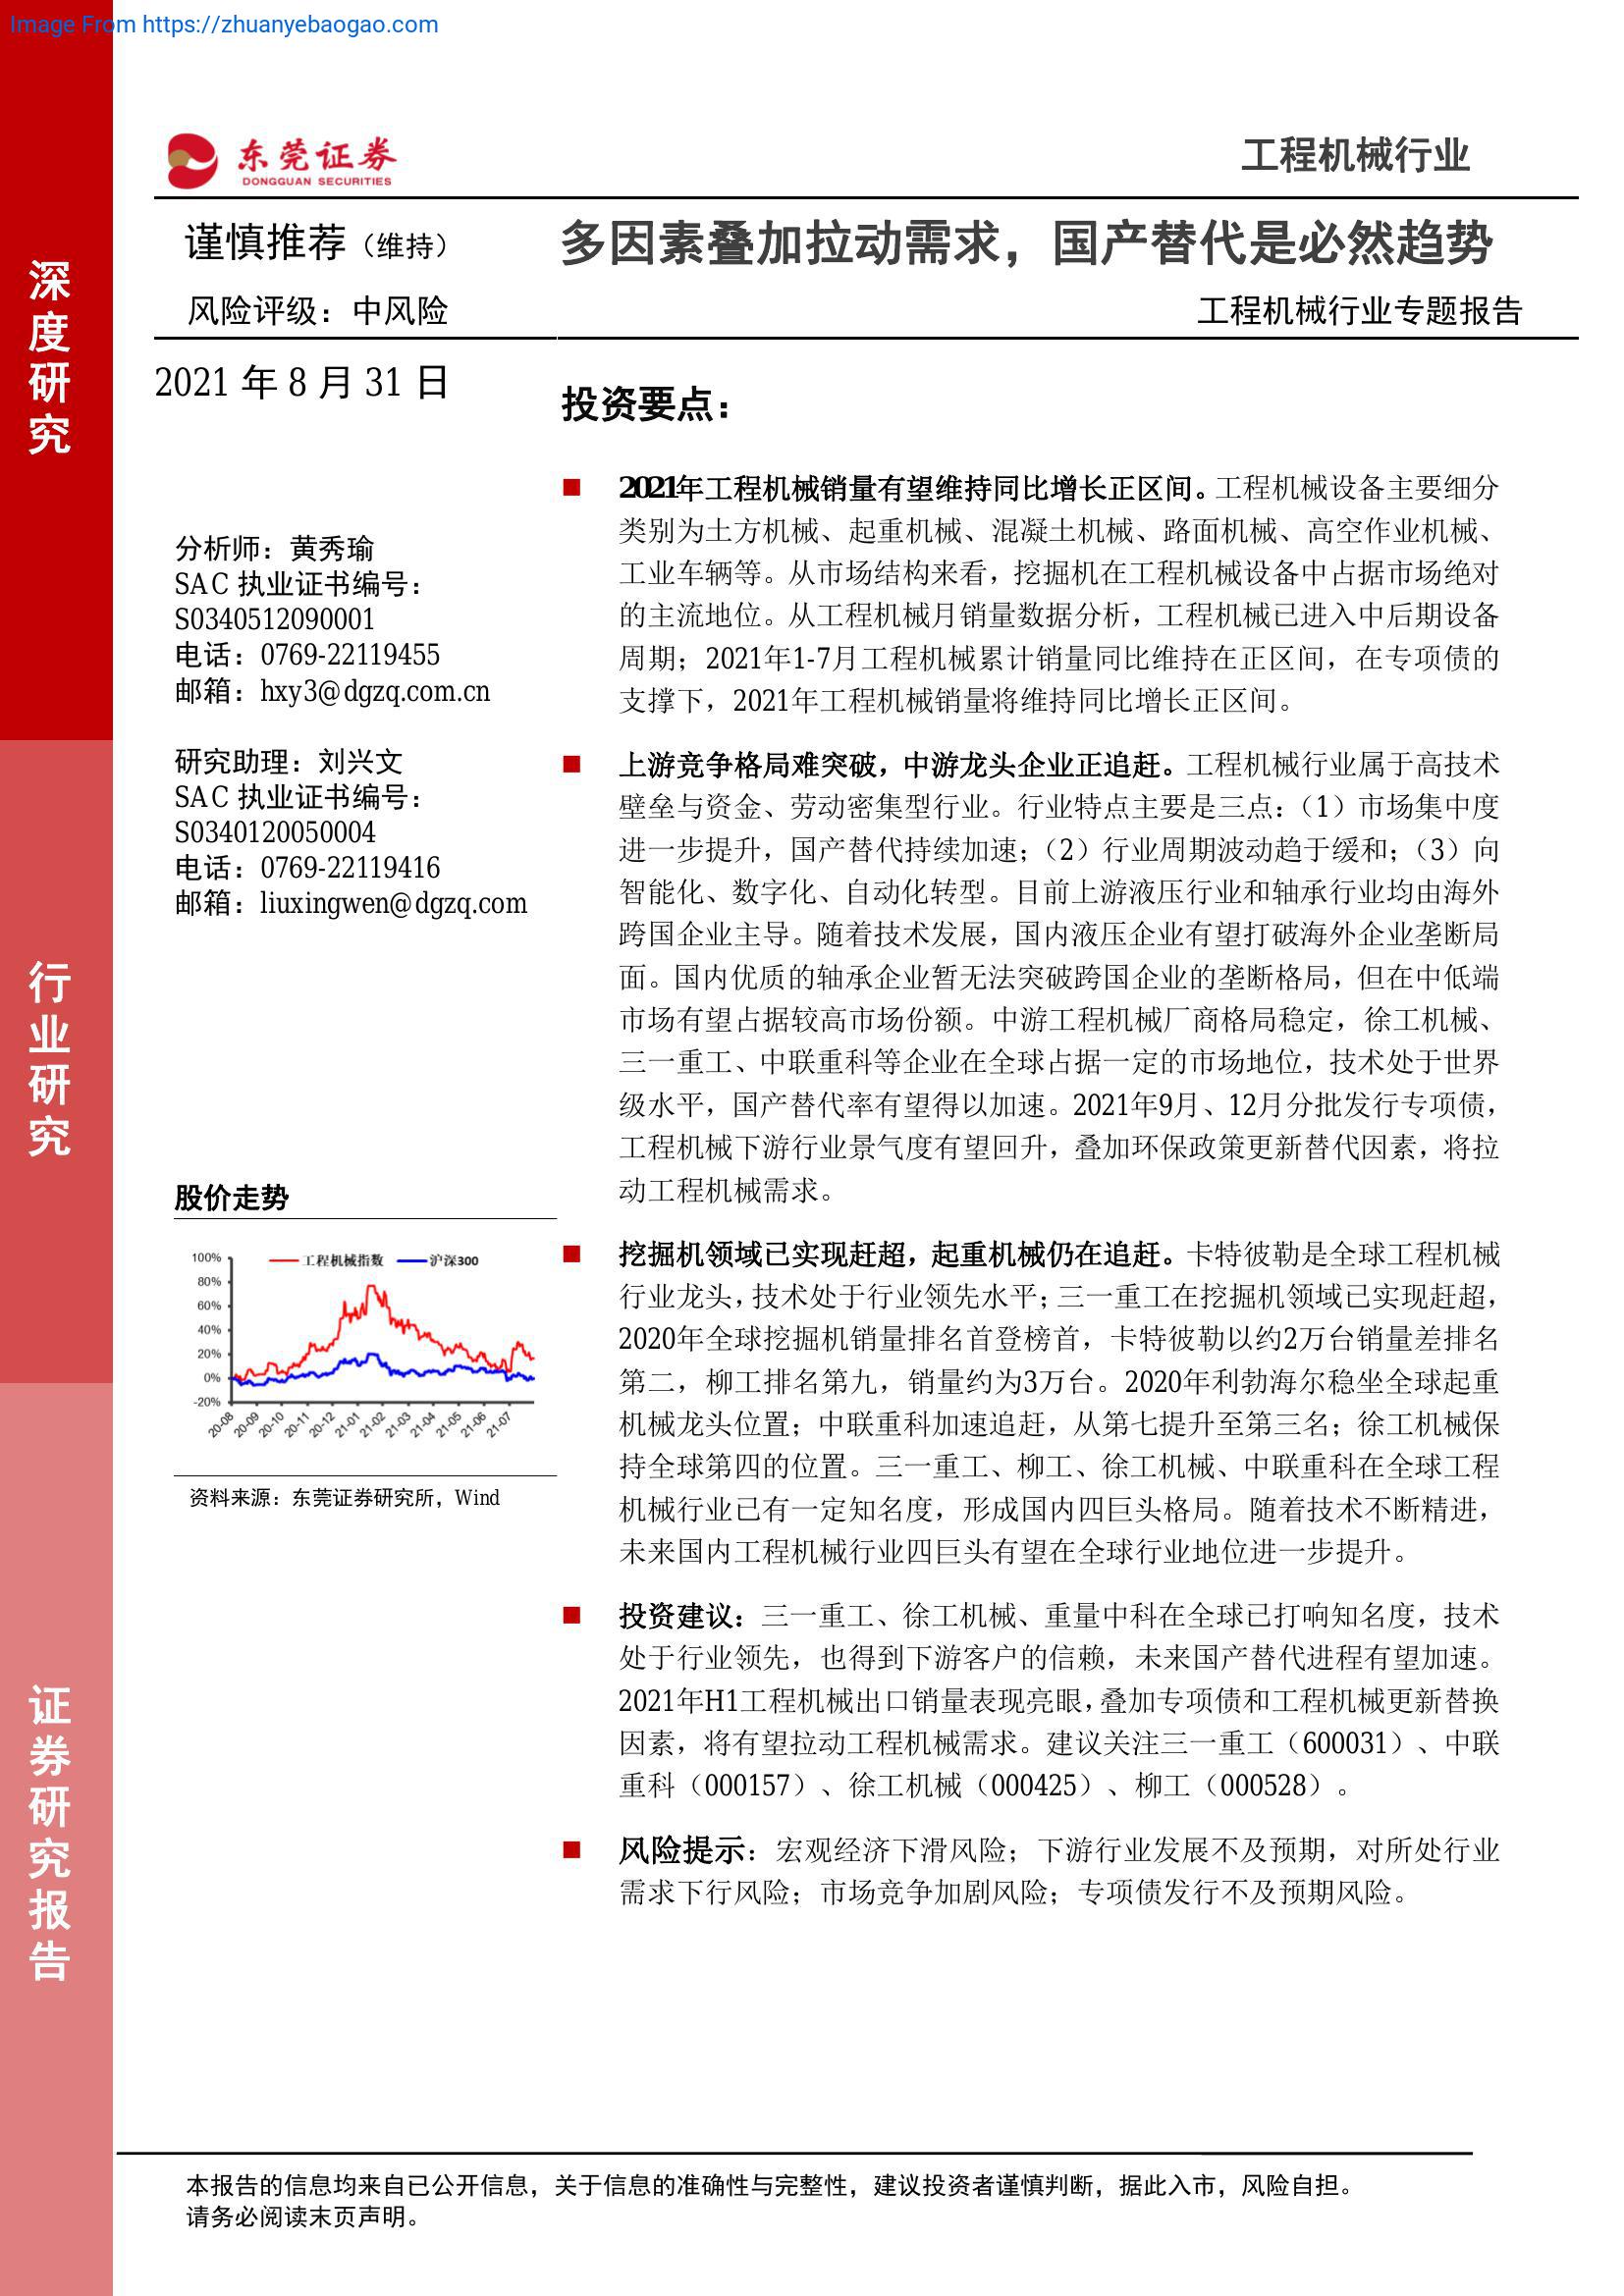 Image From https://zhuanyebaogao.com
东莞证券
DONGGUAN SECURITIES
工程机械行业
谨慎推荐（维持）
多因素叠加拉动需求，国产替代是必然趋势
风险评级：中风险
工程机械行业专题报告
2021 年 8 月 31 日
深度研究
行业研究
证券研究报告
分析师：黄秀瑜
SAC 执业证书编号：
S0340512090001
电话：0769-22119455
邮箱：hxy3@dgzq.com.cn
研究助理：刘兴文
SAC 执业证书编号：
S0340120050004
电话：0769-22119416
邮箱：liuxingwen@dgzq.com
股价走势
工程机械指数 沪深300
100%
80%
60%
40%
20%
0%
-20%
20-08 20-09 20-10 20-11 20-12 21-01 21-02 21-03 21-04 21-05 21-06 21-07
资料来源：东莞证券研究所，Wind
投资要点：
■ 2021年工程机械销量有望维持同比增长正区间。工程机械设备主要细分
类别为土方机械、起重机械、混凝土机械、路面机械、高空作业机械、
工业车辆等。从市场结构来看，挖掘机在工程机械设备中占据市场绝对
的主流地位。从工程机械月销量数据分析，工程机械已进入中后期设备
周期；2021年1-7月工程机械累计销量同比维持在正区间，在专项债的
支撑下，2021年工程机械销量将维持同比增长正区间。
■ 上游竞争格局难突破，中游龙头企业正追赶。工程机械行业属于高技术
壁垒与资金、劳动密集型行业。行业特点主要是三点：（1）市场集中度
进一步提升，国产替代持续加速；（2）行业周期波动趋于缓和；（3）向
智能化、数字化、自动化转型。目前上游液压行业和轴承行业均由海外
跨国企业主导。随着技术发展，国内液压企业有望打破海外企业垄断局
面。国内优质的轴承企业暂无法突破跨国企业的垄断格局，但在中低端
市场有望占据较高市场份额。中游工程机械厂商格局稳定，徐工机械、
三一重工、中联重科等企业在全球占据一定的市场地位，技术处于世界
级水平，国产替代率有望得以加速。2021年9月、12月分批发行专项债，
工程机械下游行业景气度有望回升，叠加环保政策更新替代因素，将拉
动工程机械需求。
■ 挖掘机领域已实现赶超，起重机械仍在追赶。卡特彼勒是全球工程机械
行业龙头，技术处于行业领先水平；三一重工在挖掘机领域已实现赶超，
2020年全球挖掘机销量排名首登榜首，卡特彼勒以约2万台销量差排名
第二，柳工排名第九，销量约为3万台。2020年利勃海尔稳坐全球起重
机械龙头位置；中联重科加速追赶，从第七提升至第三名；徐工机械保
持全球第四的位置。三一重工、柳工、徐工机械、中联重科在全球工程
机械行业已有一定知名度，形成国内四巨头格局。随着技术不断精进，
未来国内工程机械行业四巨头有望在全球行业地位进一步提升。
■ 投资建议：三一重工、徐工机械、重量中科在全球已打响知名度，技术
处于行业领先，也得到下游客户的信赖，未来国产替代进程有望加速。
2021年H1工程机械出口销量表现亮眼，叠加专项债和工程机械更新替换
因素，将有望拉动工程机械需求。建议关注三一重工（600031）、中联
重科（000157）、徐工机械（000425）、柳工（000528）。
■ 风险提示：宏观经济下滑风险；下游行业发展不及预期，对所处行业
需求下行风险；市场竞争加剧风险；专项债发行不及预期风险。
本报告的信息均来自已公开信息，关于信息的准确性与完整性，建议投资者谨慎判断，据此入市，风险自担。
请务必阅读末页声明。